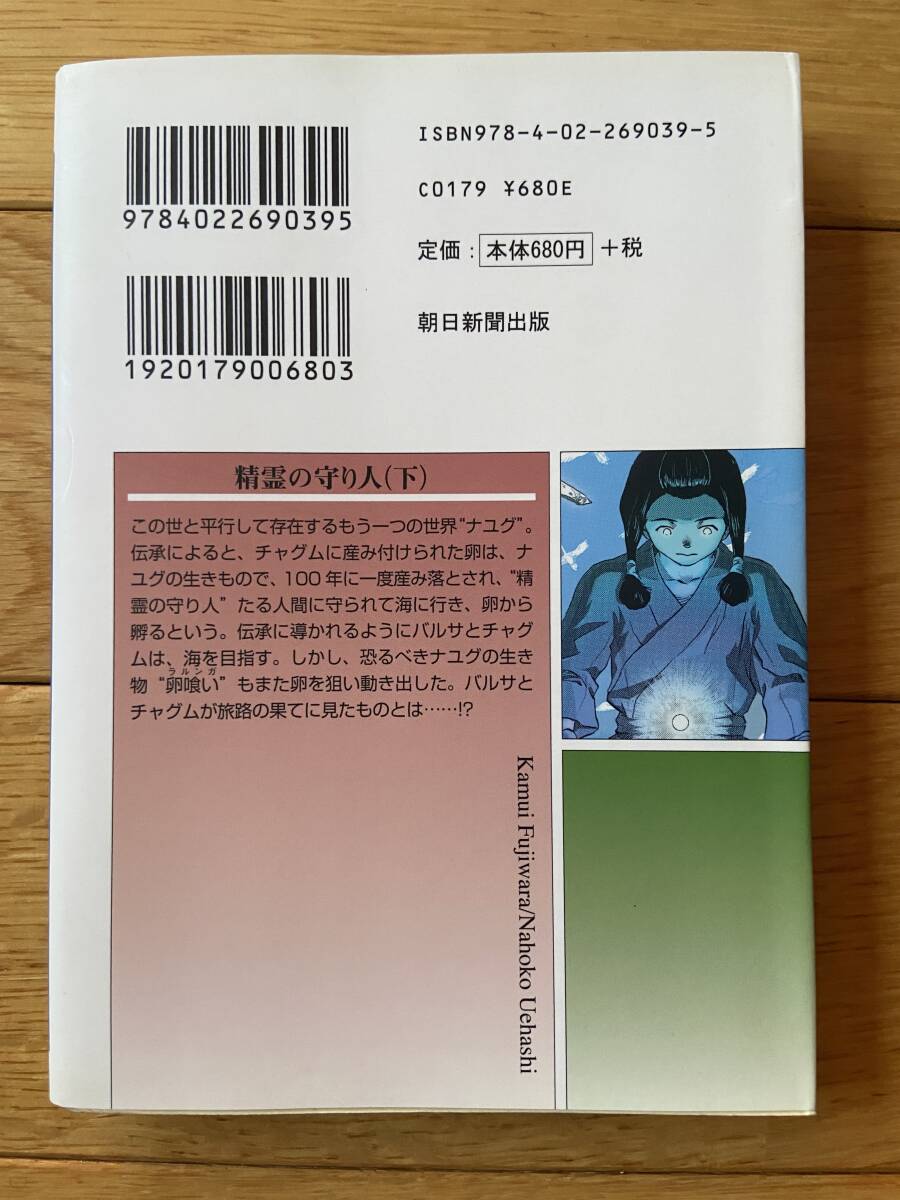 ISBN978-4-02-269039-5
9784022690395
C0179 ¥680E
定価：本体680円＋税
1920179006803
朝日新聞出版
精霊の守り人（下）
この世と平行して存在するもう一つの世界“ナユグ”。
伝承によると、チャグムに産み付けられた卵は、ナ
ユグの生きもので、100年に一度産み落とされ、“精
霊の守り人”たる人間に守られて海に行き、卵から
孵るという。伝承に導かれるようにバルサとチャグ
ムは、海を目指す。しかし、恐るべきナユグの生き
ラルンガ
物“卵喰い”もまた卵を狙い動き出した。バルサと
チャグムが旅路の果てに見たものとは……!?
Kamui Fujiwara/Nahoko Uehashi